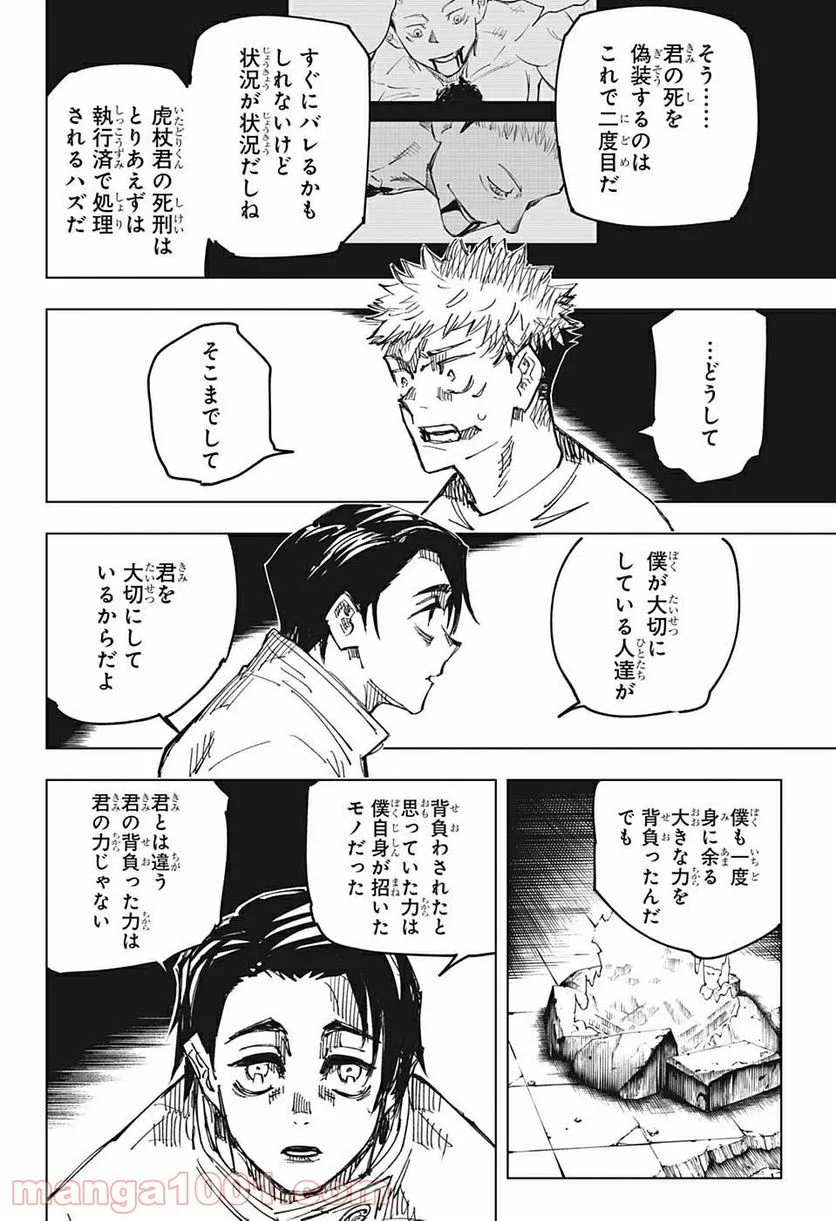 そう……
君の死を
偽装するのは
これで二度目だ
すぐにバレるかも
しれないけど
状況が状況だしね
虎杖君の死刑は
とりあえずは
執行済で処理
されるハズだ
…どうして
そこまでして
僕が大切に
している人達が
君を
大切にして
いるからだよ
僕も一度
身に余る
大きな力を
背負ったんだ
でも
背負わされたと
思っていた力は
僕自身が招いた
モノだった
君とは違う
君の背負った力は
君の力じゃない
manga1001.com